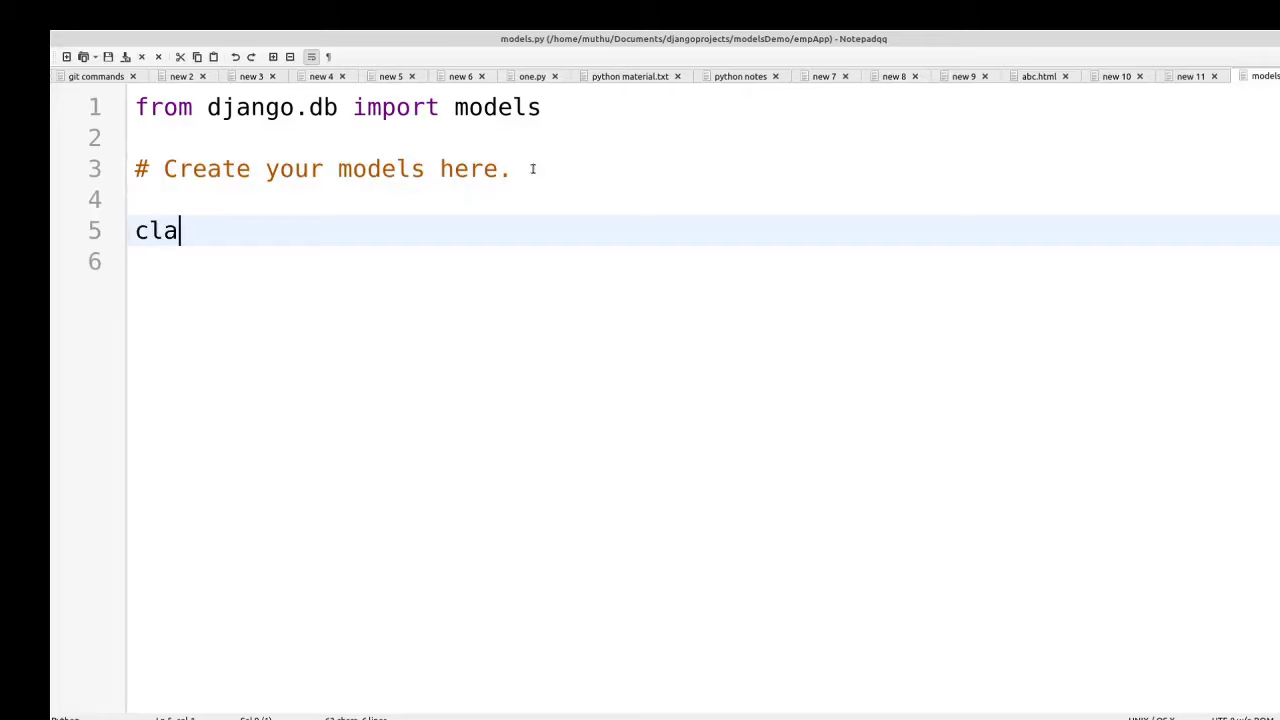 models.py (/home/muthu/Documents/djangoprojects/modelsDemo/empApp) - Notepadqq
git commands new 2 new 3 new 4 new 5 new 6 one.py python material.txt python notes new 7 new 8 new 9 abc.html new 10 new 11 models
1 from django.db import models
2
3 # Create your models here.
4
5 cla
6